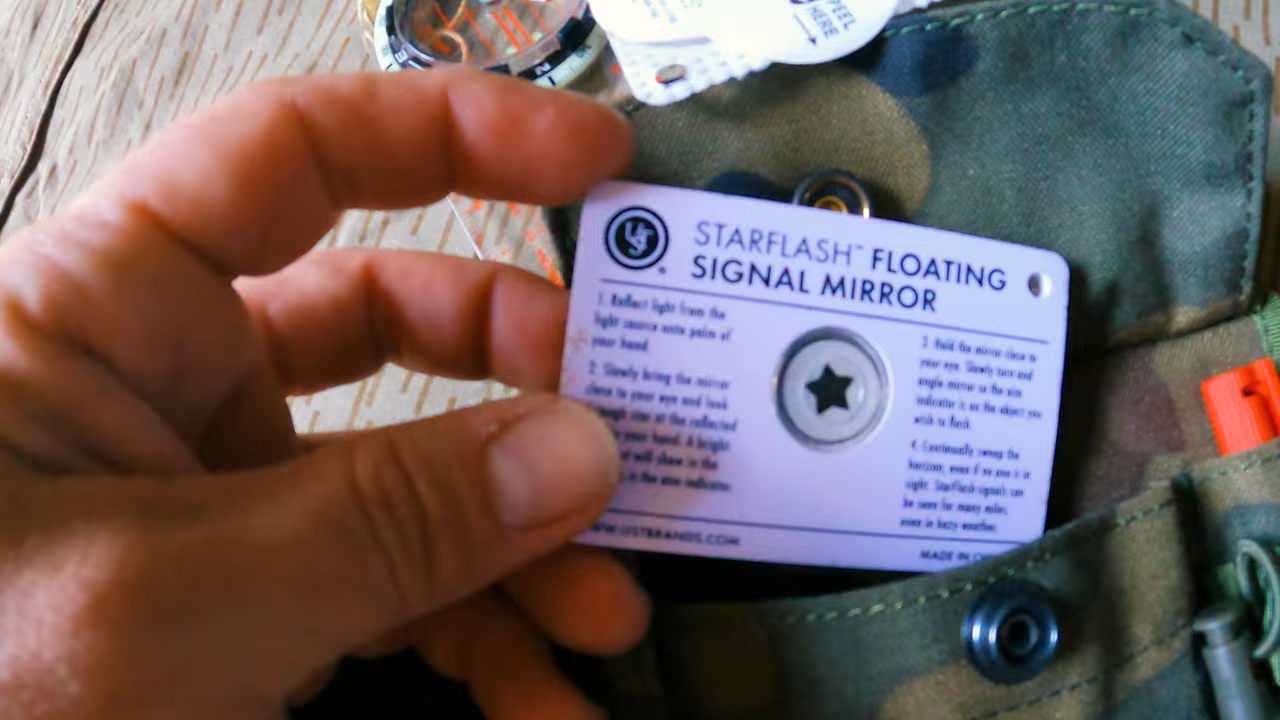 PEEL
HERE
N
UST
STARFLASH™ FLOATING
SIGNAL MIRROR
1. Reflect light from the
light source onto palm of
your hand.
2. Slowly bring the mirror
close to your eye and look
star at the reflected
your hand. A bright
will show in the
in the aim indicator.
3. Hold the mirror close to
your eye. Slowly turn and
angle mirror so the aim
indicator is on the object you
wish to flash.
4. Continually sweep the
horizon, even if no one is in
sight. StarFlash signals can
be seen for many miles,
even in hazy weather.
WWW.USTBRANDS.COM
MADE IN